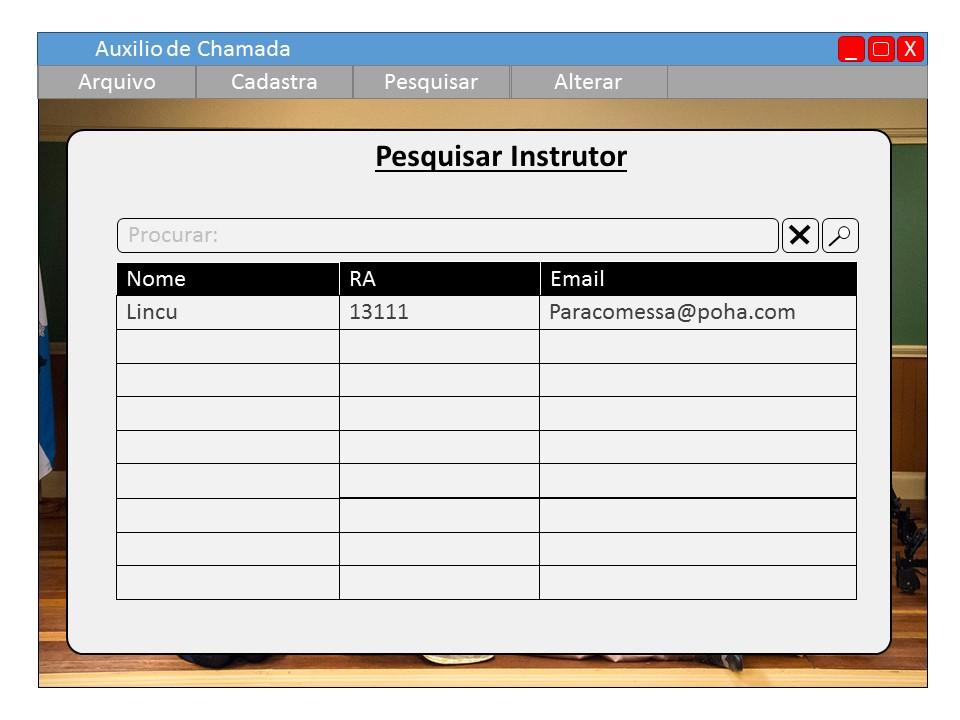 Auxilio de Chamada _ X
Arquivo Cadastra Pesquisar Alterar
Pesquisar Instrutor
Procurar:
Nome RA Email
Lincu 13111 Paracomessa@poha.com